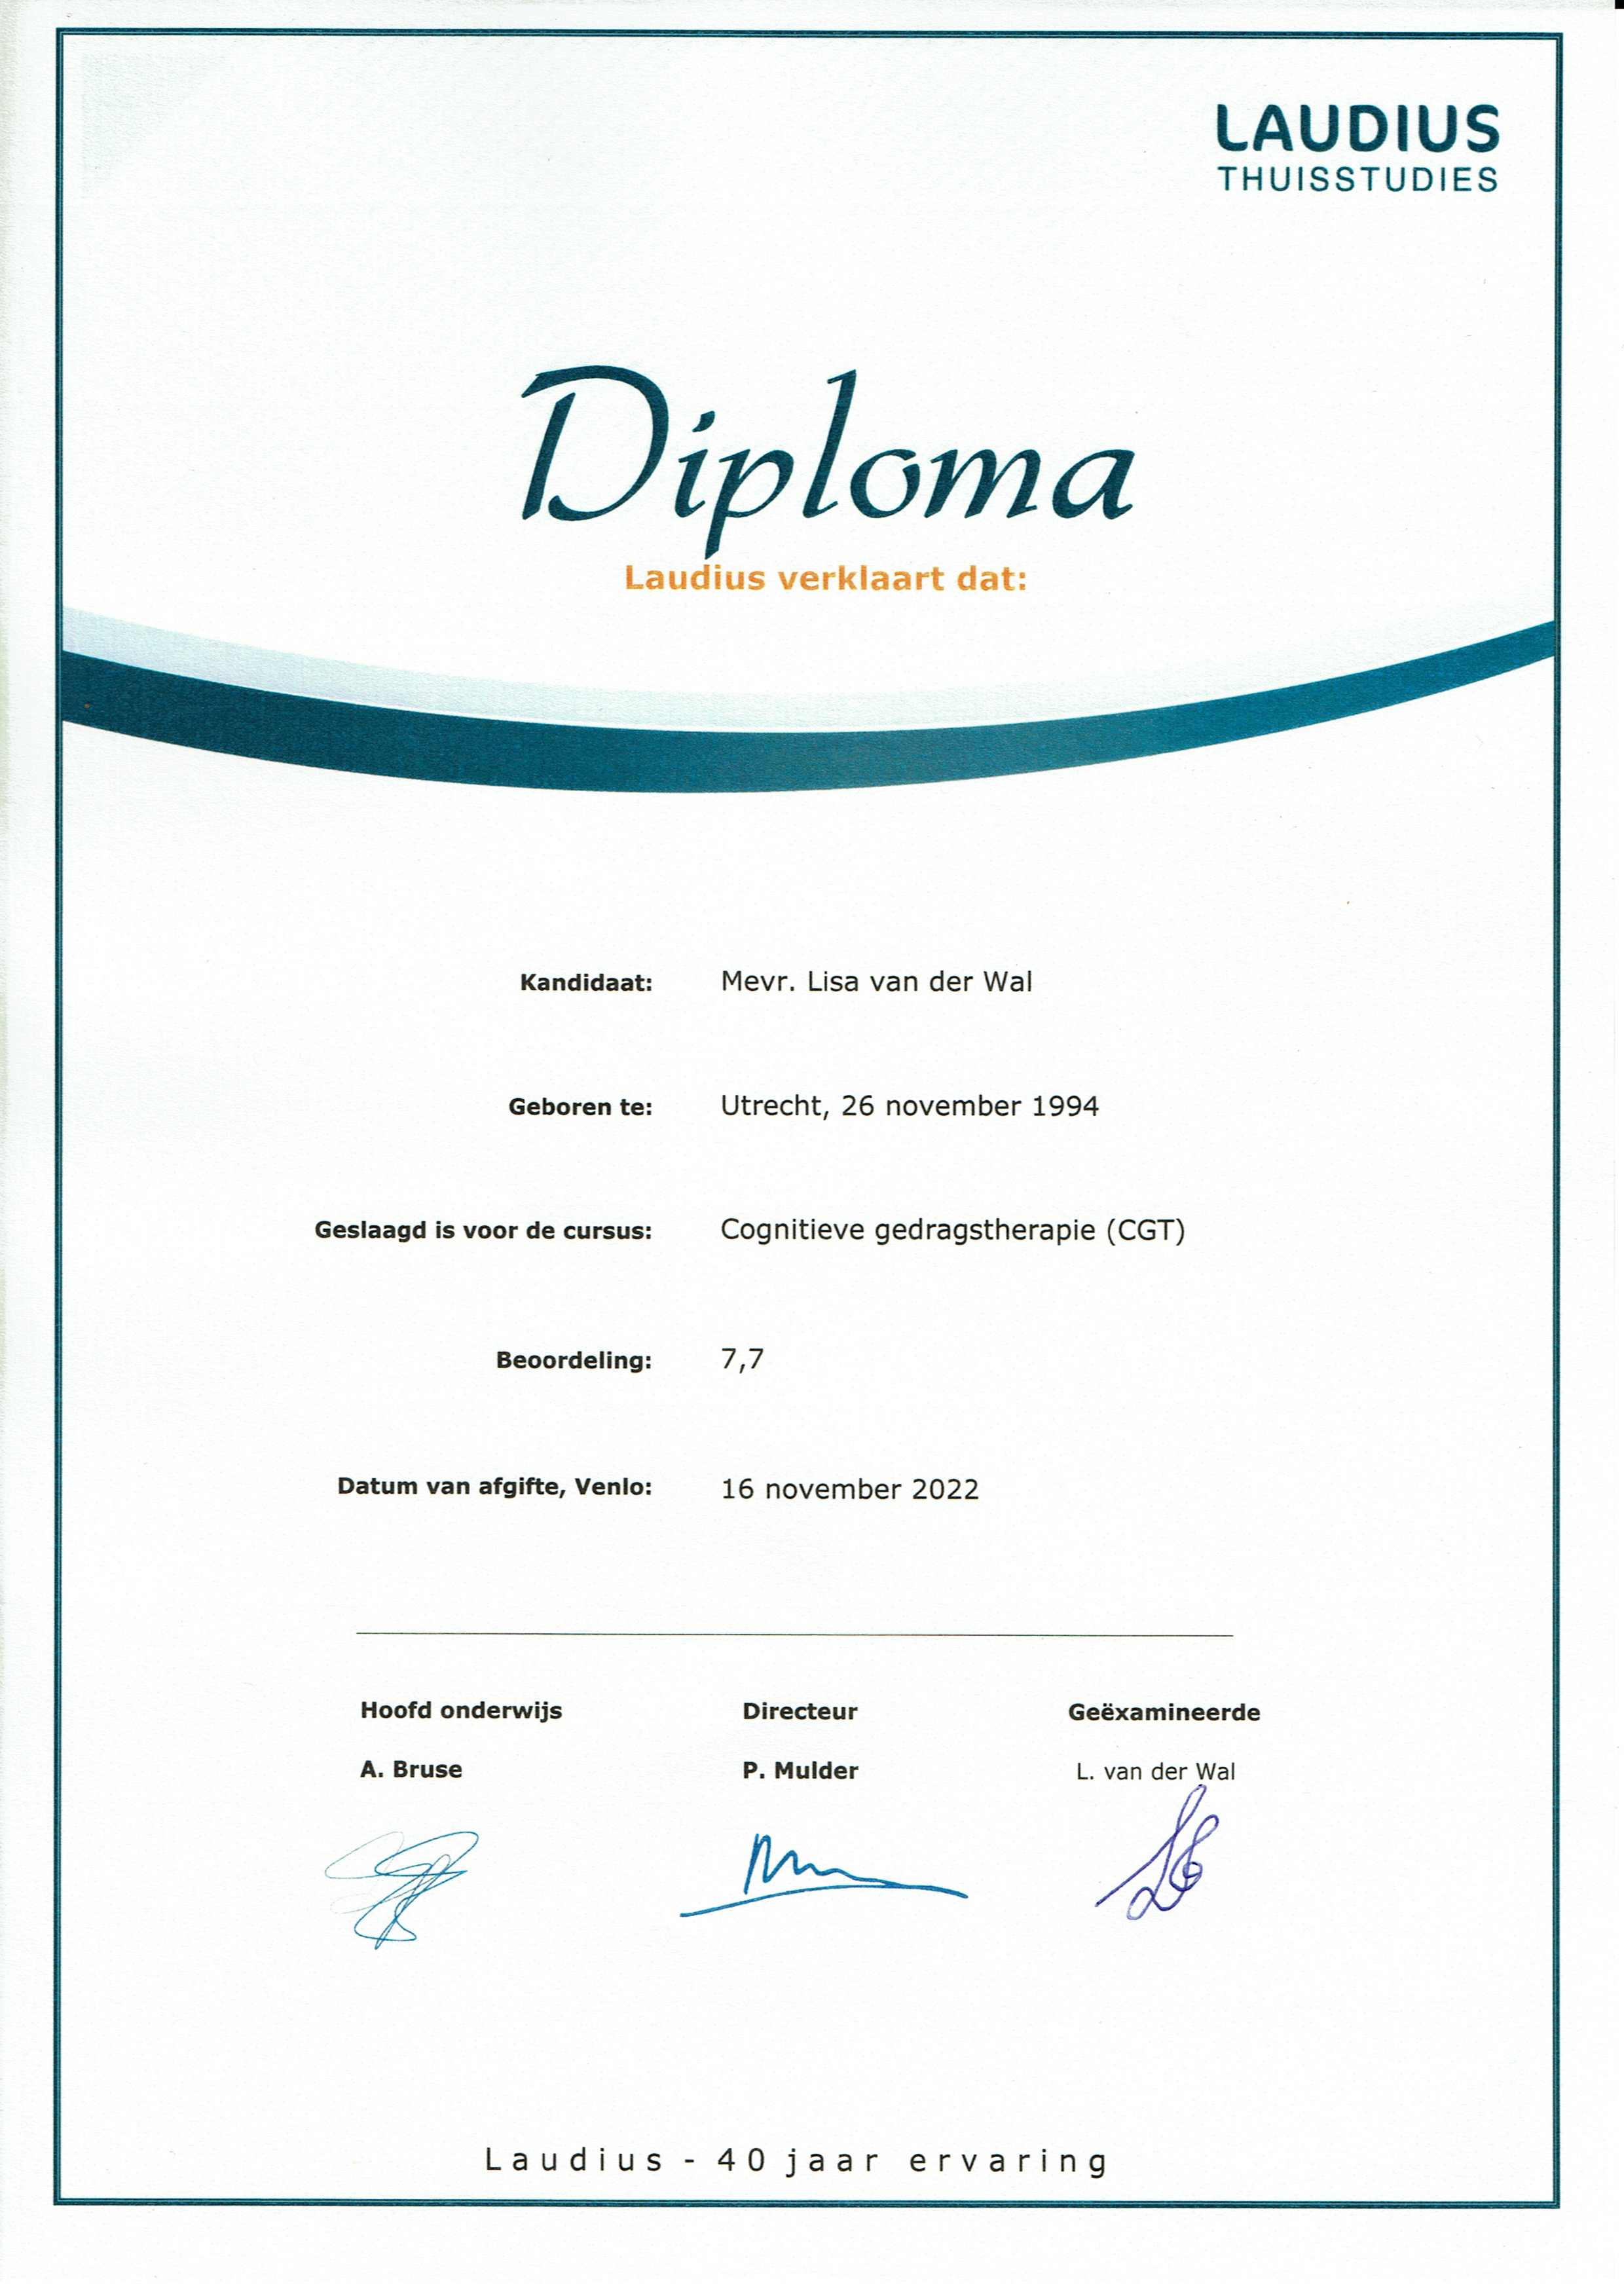 LAUDIUS
THUISSTUDIES
Diploma
Laudius verklaart dat:
Kandidaat: Mevr. Lisa van der Wal
Geboren te: Utrecht, 26 november 1994
Geslaagd is voor de cursus: Cognitieve gedragstherapie (CGT)
Beoordeling: 7,7
Datum van afgifte, Venlo: 16 november 2022
Hoofd onderwijs Directeur Geëxamineerde
A. Bruse P. Mulder L. van der Wal
Laudius - 40 jaar ervaring